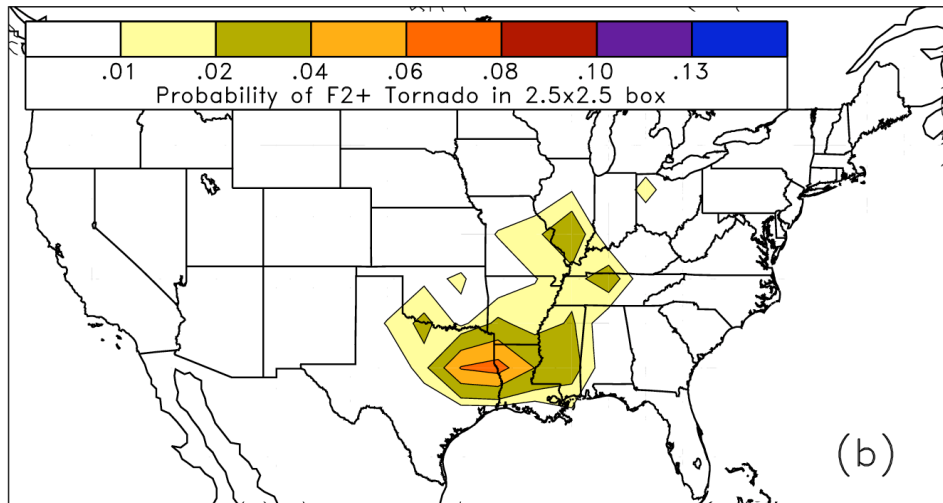 .01 .02 .04 .06 .08 .10 .13
Probability of F2+ Tornado in 2.5x2.5 box
(b)